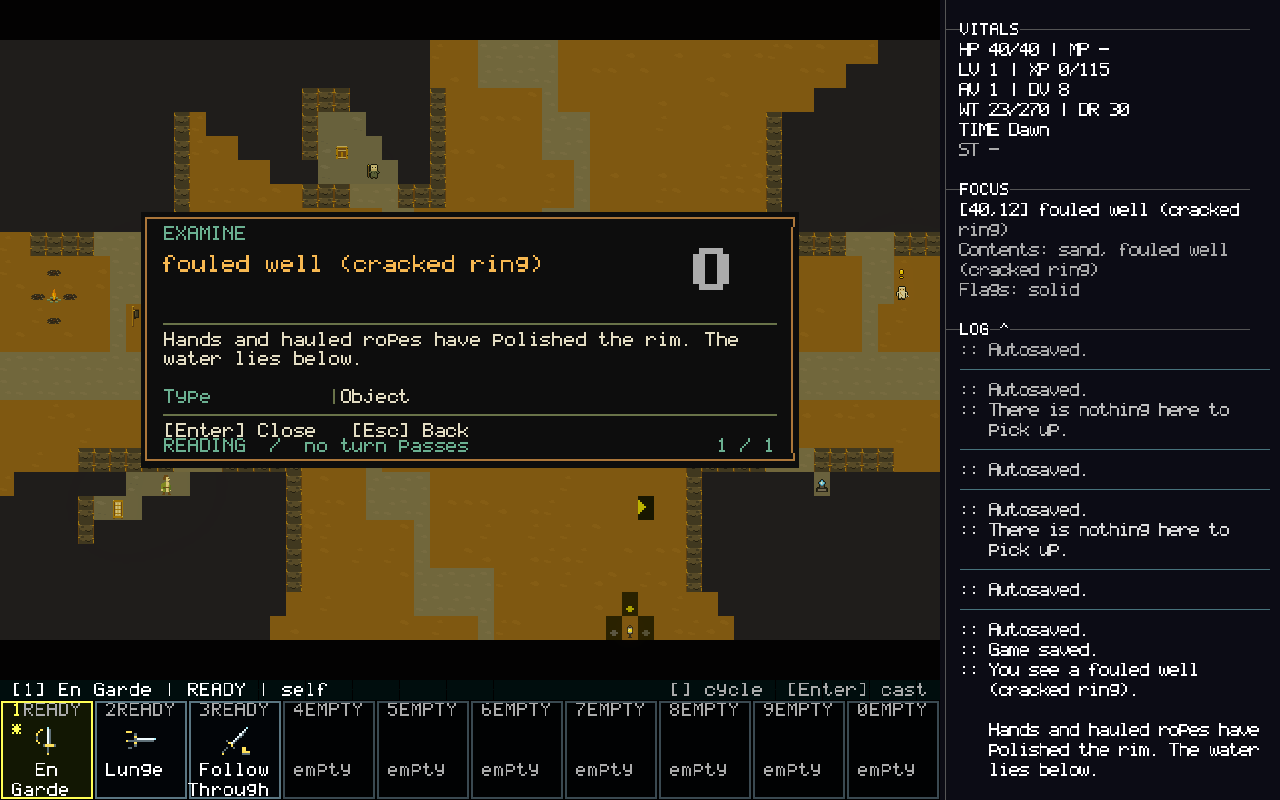 VITALS
HP 40/40 | MP -
LV 1 | XP 0/115
AV 1 | DV 8
WT 23/270 | DR 30
TIME Dawn
ST -
FOCUS
[40,12] fouled well (cracked
ring)
Contents: sand, fouled well
(cracked ring)
Flags: solid
LOG ^
:: Autosaved.
:: Autosaved.
:: There is nothing here to
Pick uP.
:: Autosaved.
:: Autosaved.
:: There is nothing here to
Pick uP.
:: Autosaved.
:: Autosaved.
:: Game saved.
:: You see a fouled well
(cracked ring).
Hands and hauled roPes have
Polished the rim. The water
lies below.
EXAMINE
fouled well (cracked ring)
0
Hands and hauled roPes have Polished the rim. The
water lies below.
Type |Object
[Enter] Close [Esc] Back
READING / no turn Passes 1 / 1
[1] En Garde | READY | self [] cycle [Enter] cast
1READY 2READY 3READY 4EMPTY 5EMPTY 6EMPTY 7EMPTY 8EMPTY 9EMPTY 0EMPTY
*
En Lunge Follow emPty emPty emPty emPty emPty emPty emPty
Garde Through